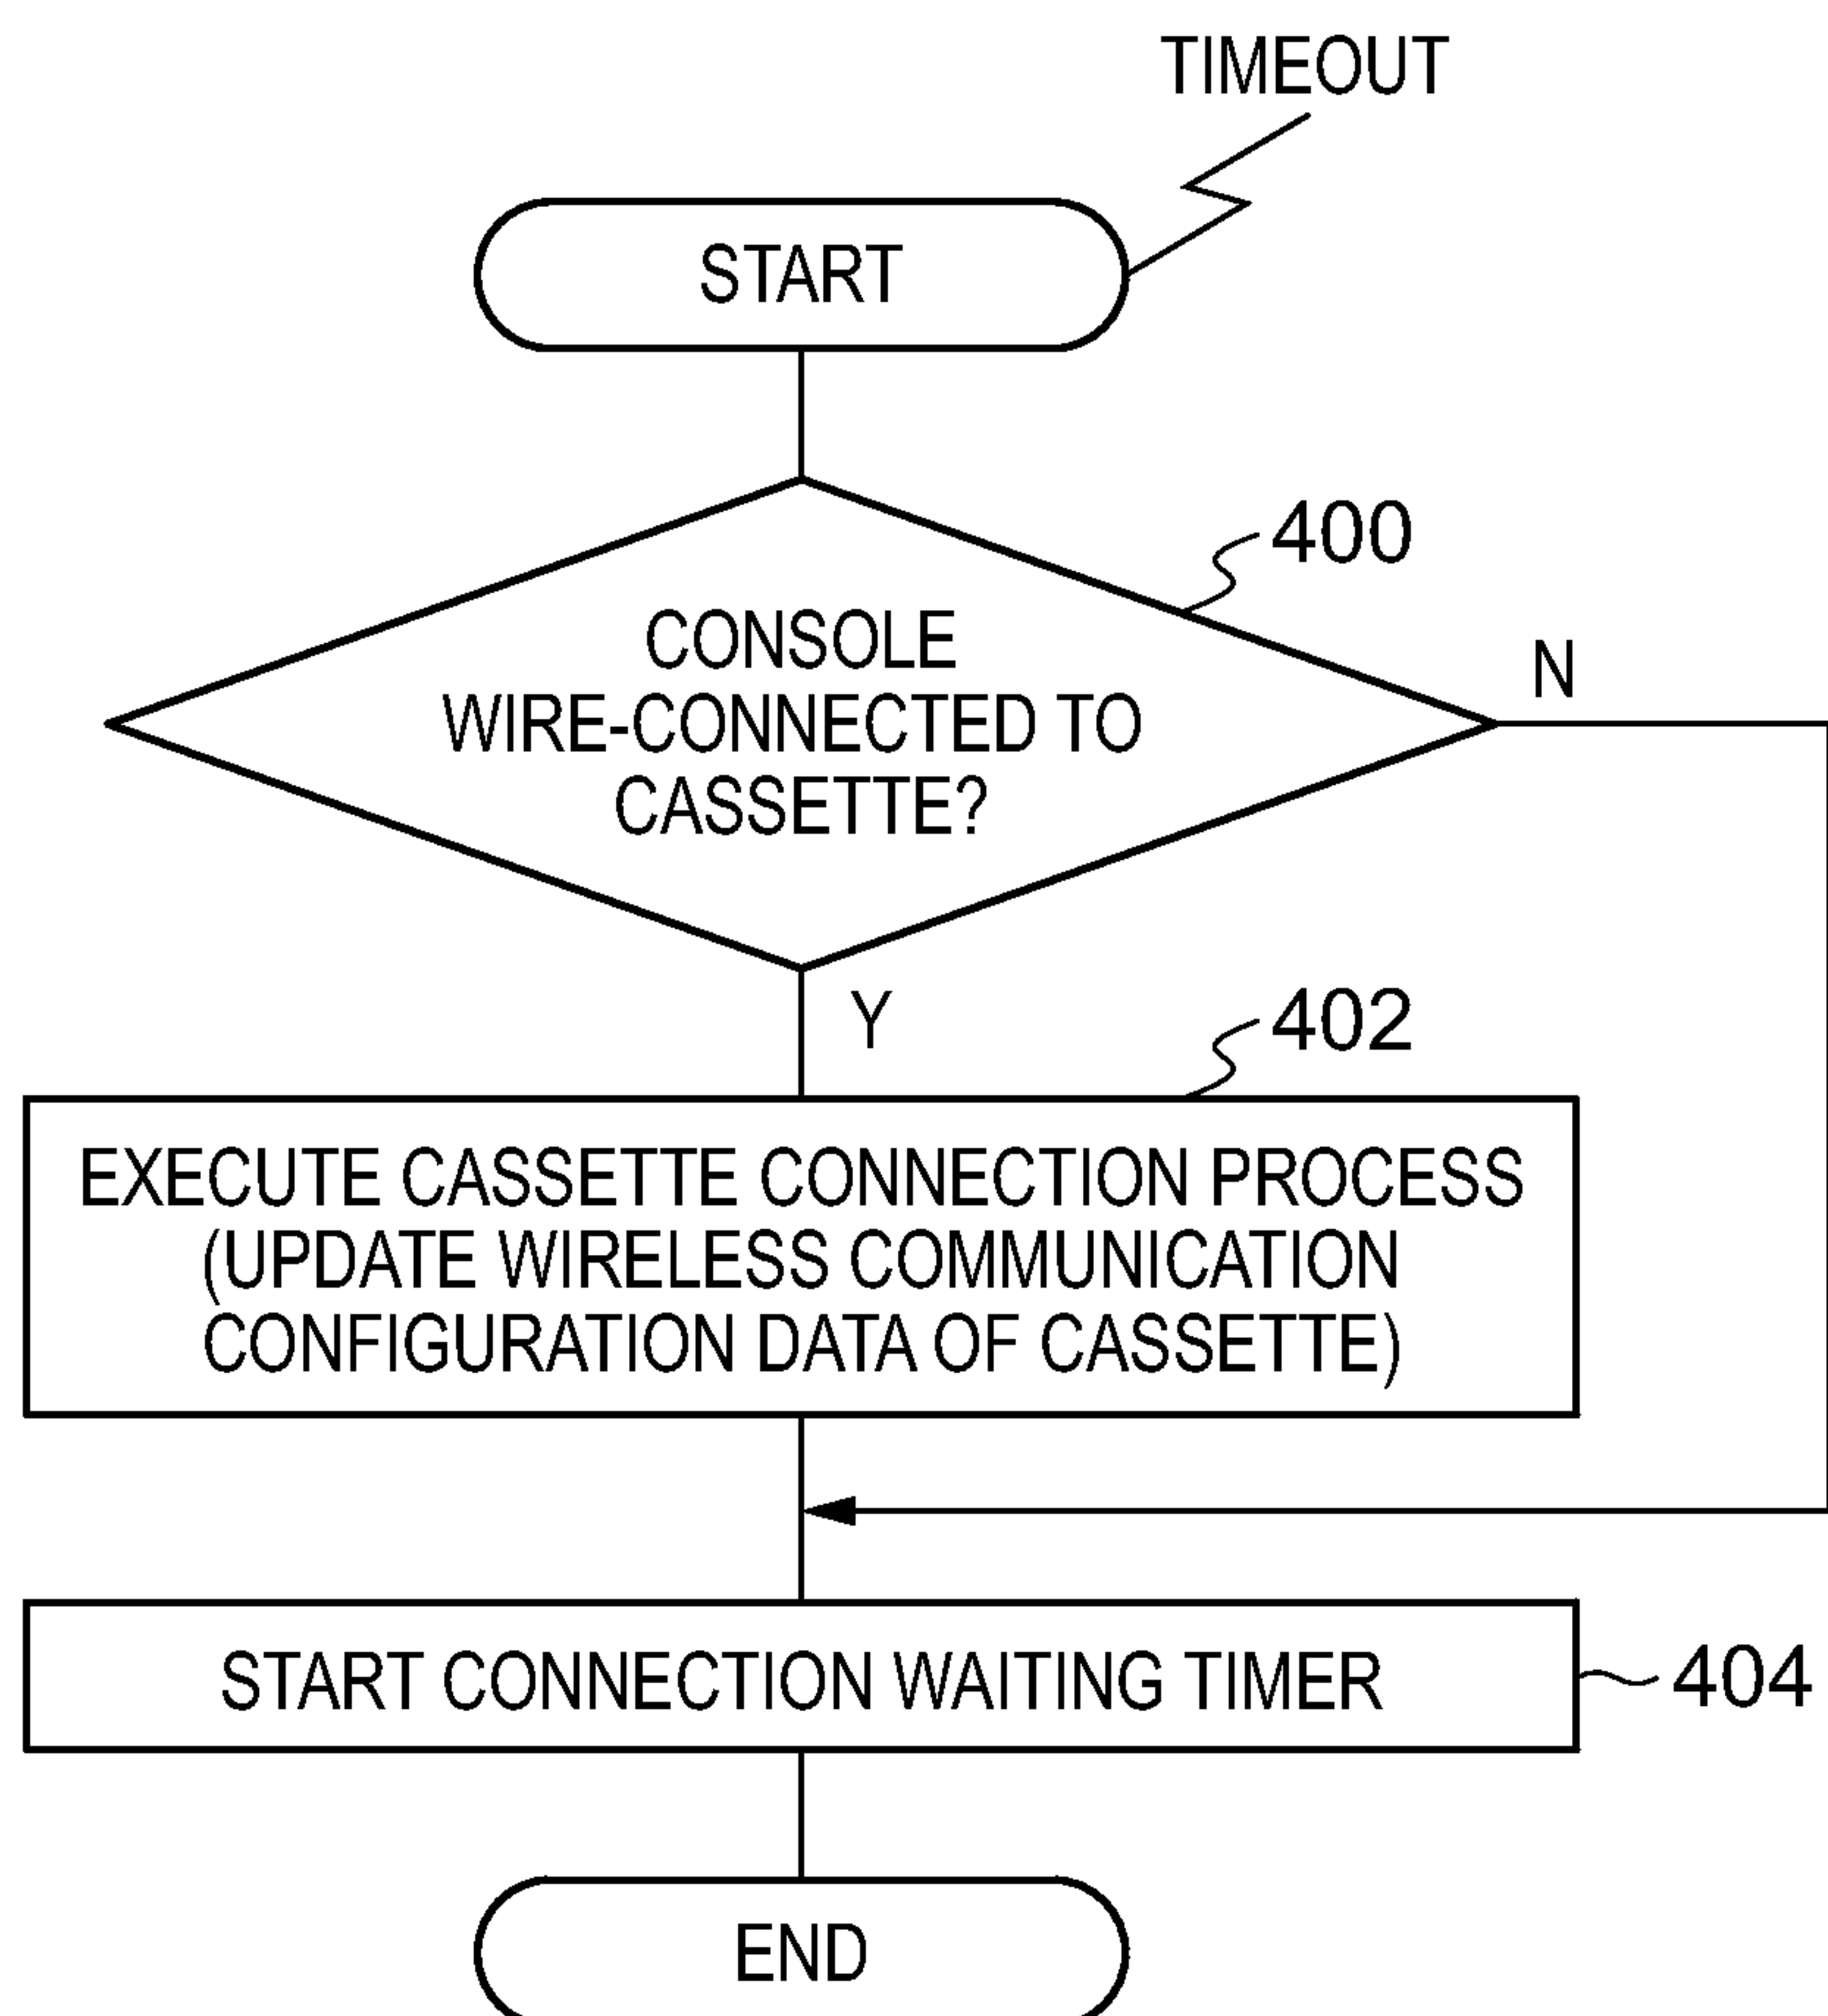 TIMEOUT
START
400
CONSOLE
WIRE-CONNECTED TO
CASSETTE?
N
Y
402
EXECUTE CASSETTE CONNECTION PROCESS
(UPDATE WIRELESS COMMUNICATION
CONFIGURATION DATA OF CASSETTE)
START CONNECTION WAITING TIMER
404
END